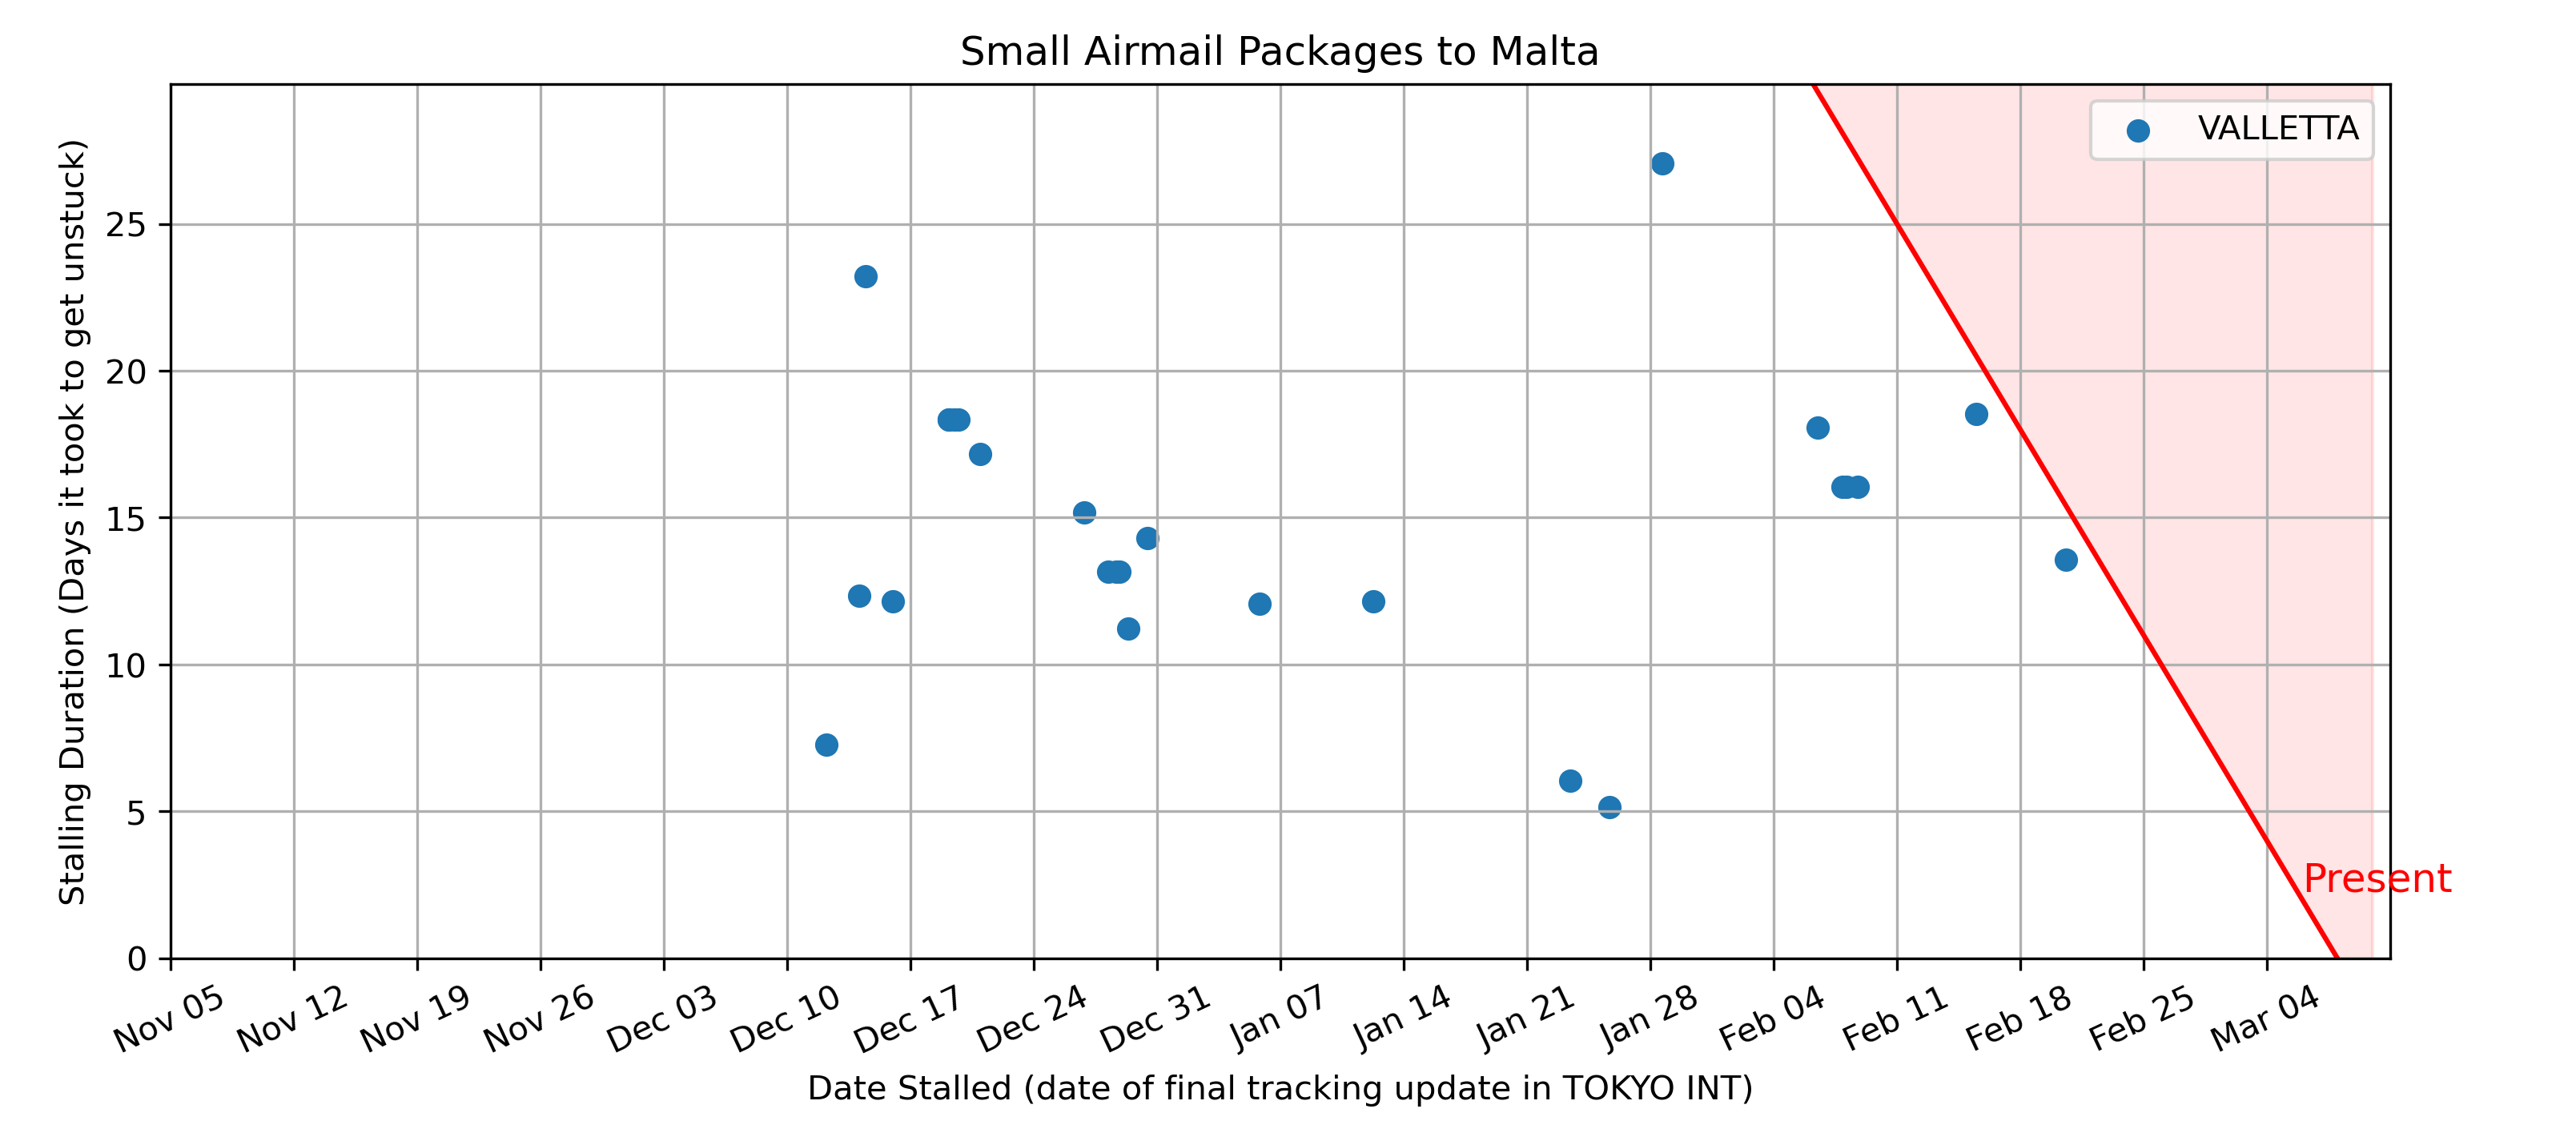 Small Airmail Packages to Malta
VALLETTA
Stalling Duration (Days it took to get unstuck)
25
20
15
10
5
0
Present
Nov 05
Nov 12
Nov 19
Nov 26
Dec 03
Dec 10
Dec 17
Dec 24
Dec 31
Jan 07
Jan 14
Jan 21
Jan 28
Feb 04
Feb 11
Feb 18
Feb 25
Mar 04
Date Stalled (date of final tracking update in TOKYO INT)